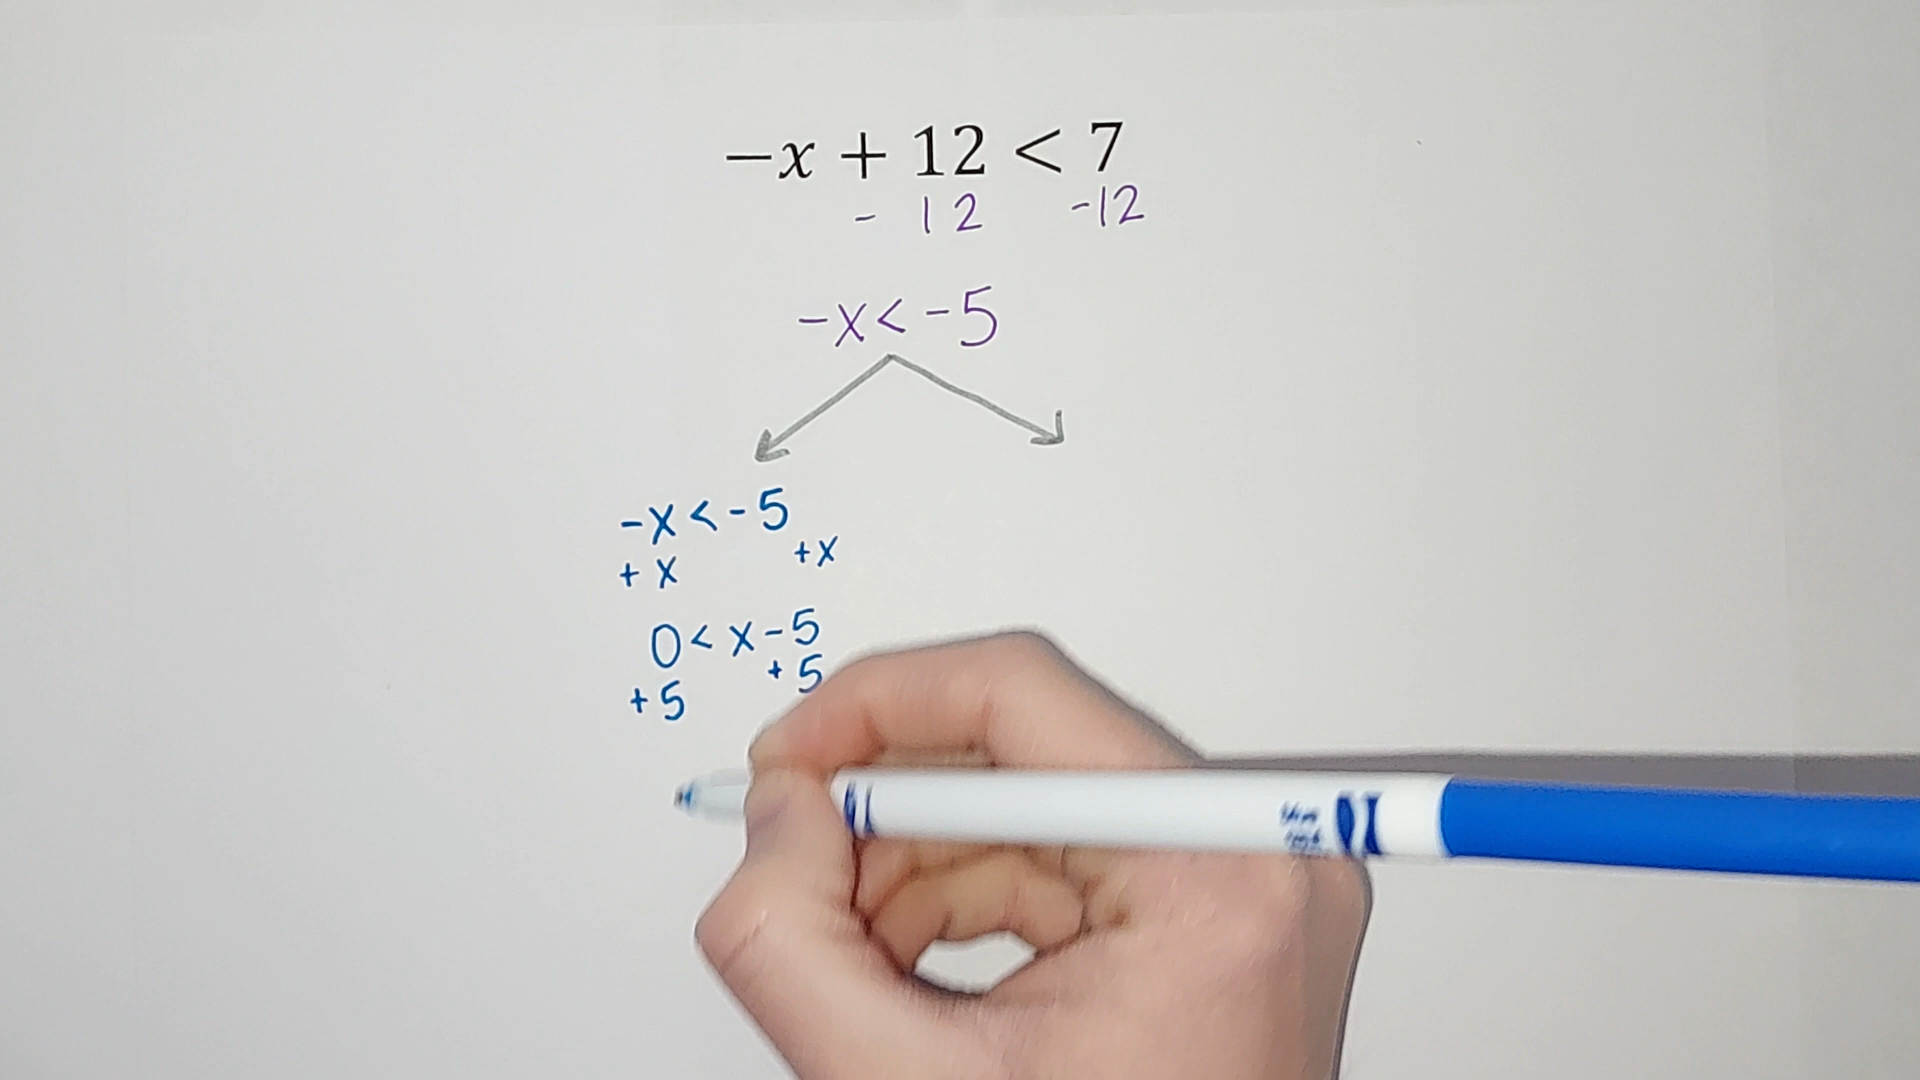 −x + 12 < 7
- 12 -12
-x < -5
-x < -5
+ x +x
0 < x - 5
+ 5
+ 5